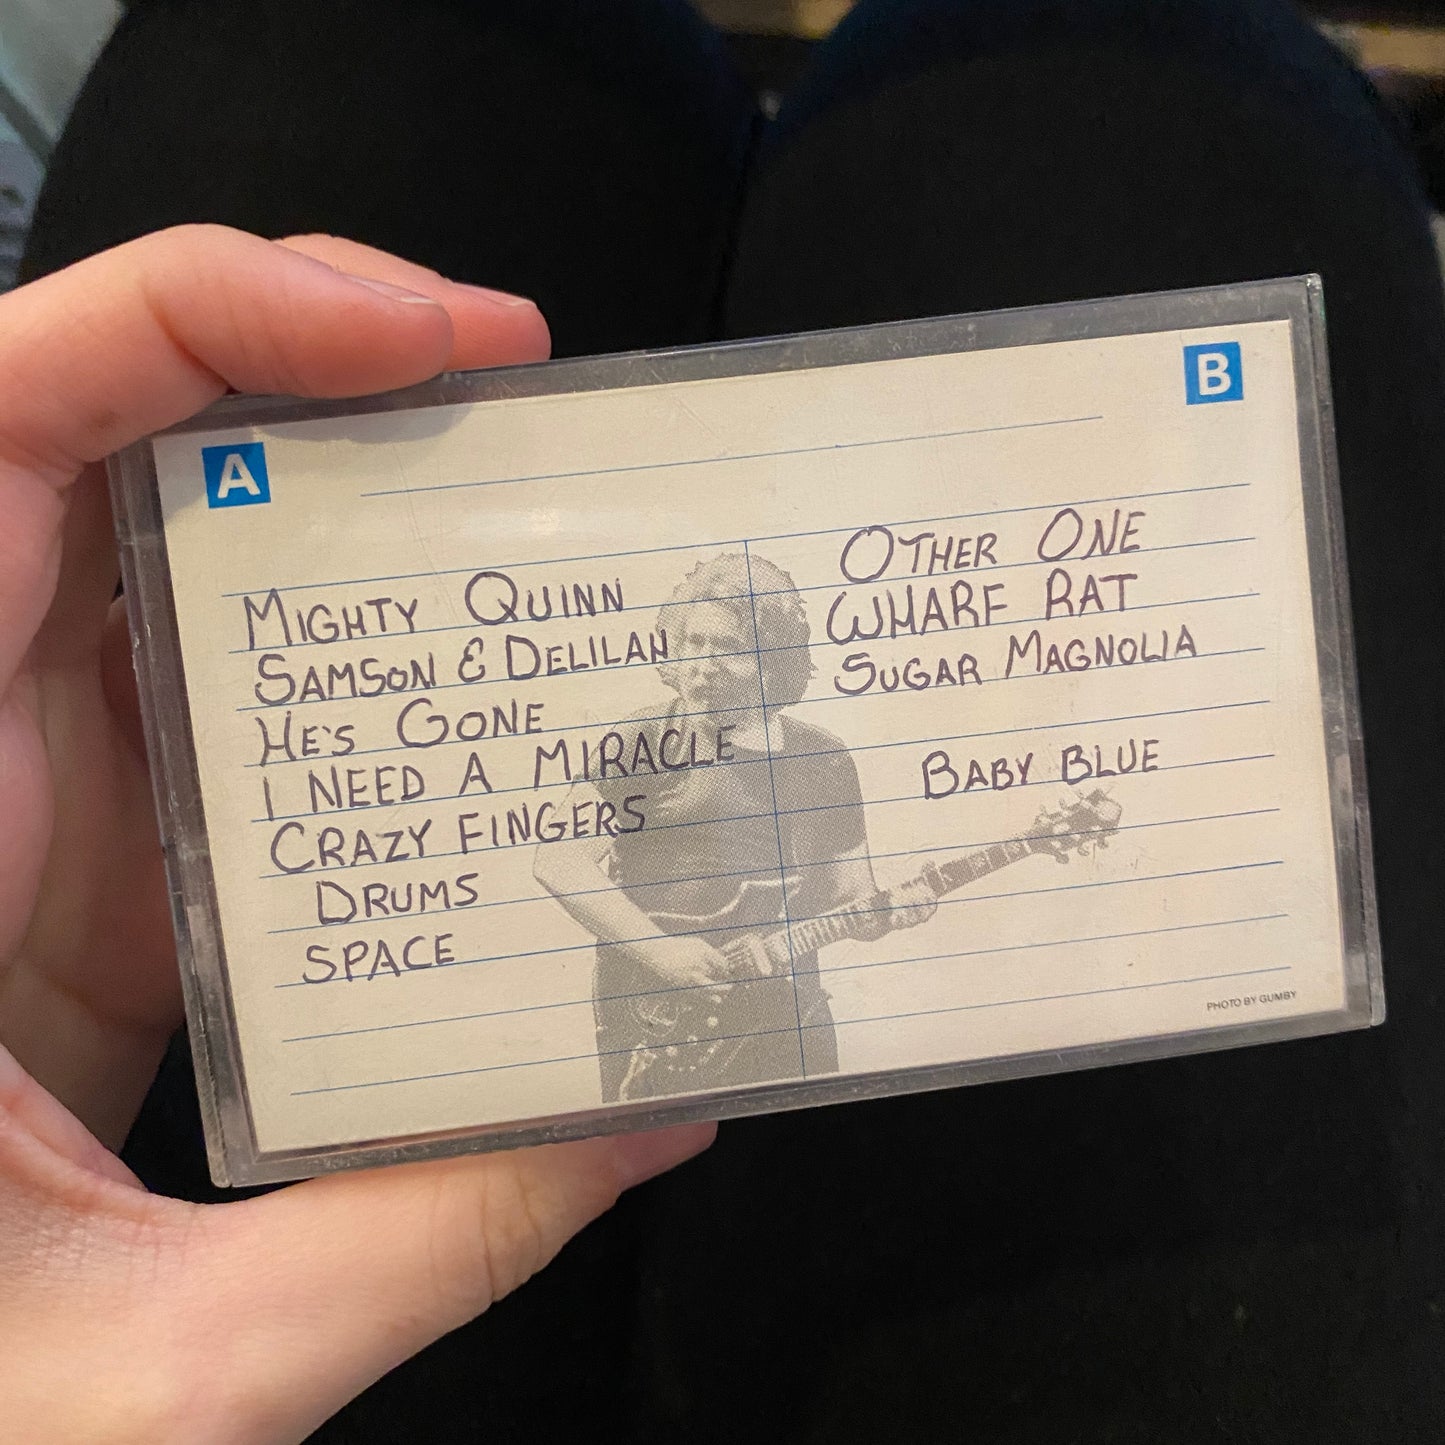 A
B
MIGHTY QUINN
SAMSON & DELILAH
HE'S GONE
I NEED A MIRACLE
CRAZY FINGERS
DRUMS
SPACE
OTHER ONE
WHARF RAT
SUGAR MAGNOLIA
BABY BLUE
PHOTO BY GUMBY